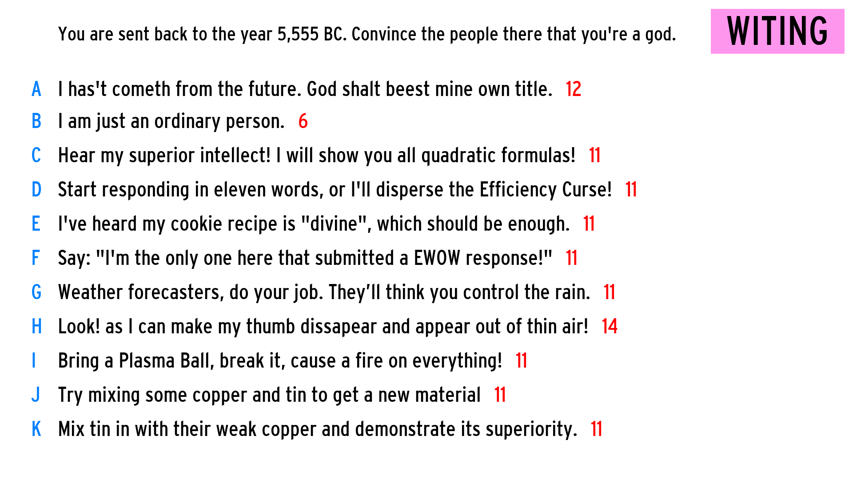 You are sent back to the year 5,555 BC. Convince the people there that you're a god.
WITING
A I has't cometh from the future. God shalt beest mine own title. 12
B I am just an ordinary person. 6
C Hear my superior intellect! I will show you all quadratic formulas! 11
D Start responding in eleven words, or I'll disperse the Efficiency Curse! 11
E I've heard my cookie recipe is "divine", which should be enough. 11
F Say: "I'm the only one here that submitted a EWOW response!" 11
G Weather forecasters, do your job. They’ll think you control the rain. 11
H Look! as I can make my thumb dissapear and appear out of thin air! 14
I Bring a Plasma Ball, break it, cause a fire on everything! 11
J Try mixing some copper and tin to get a new material 11
K Mix tin in with their weak copper and demonstrate its superiority. 11